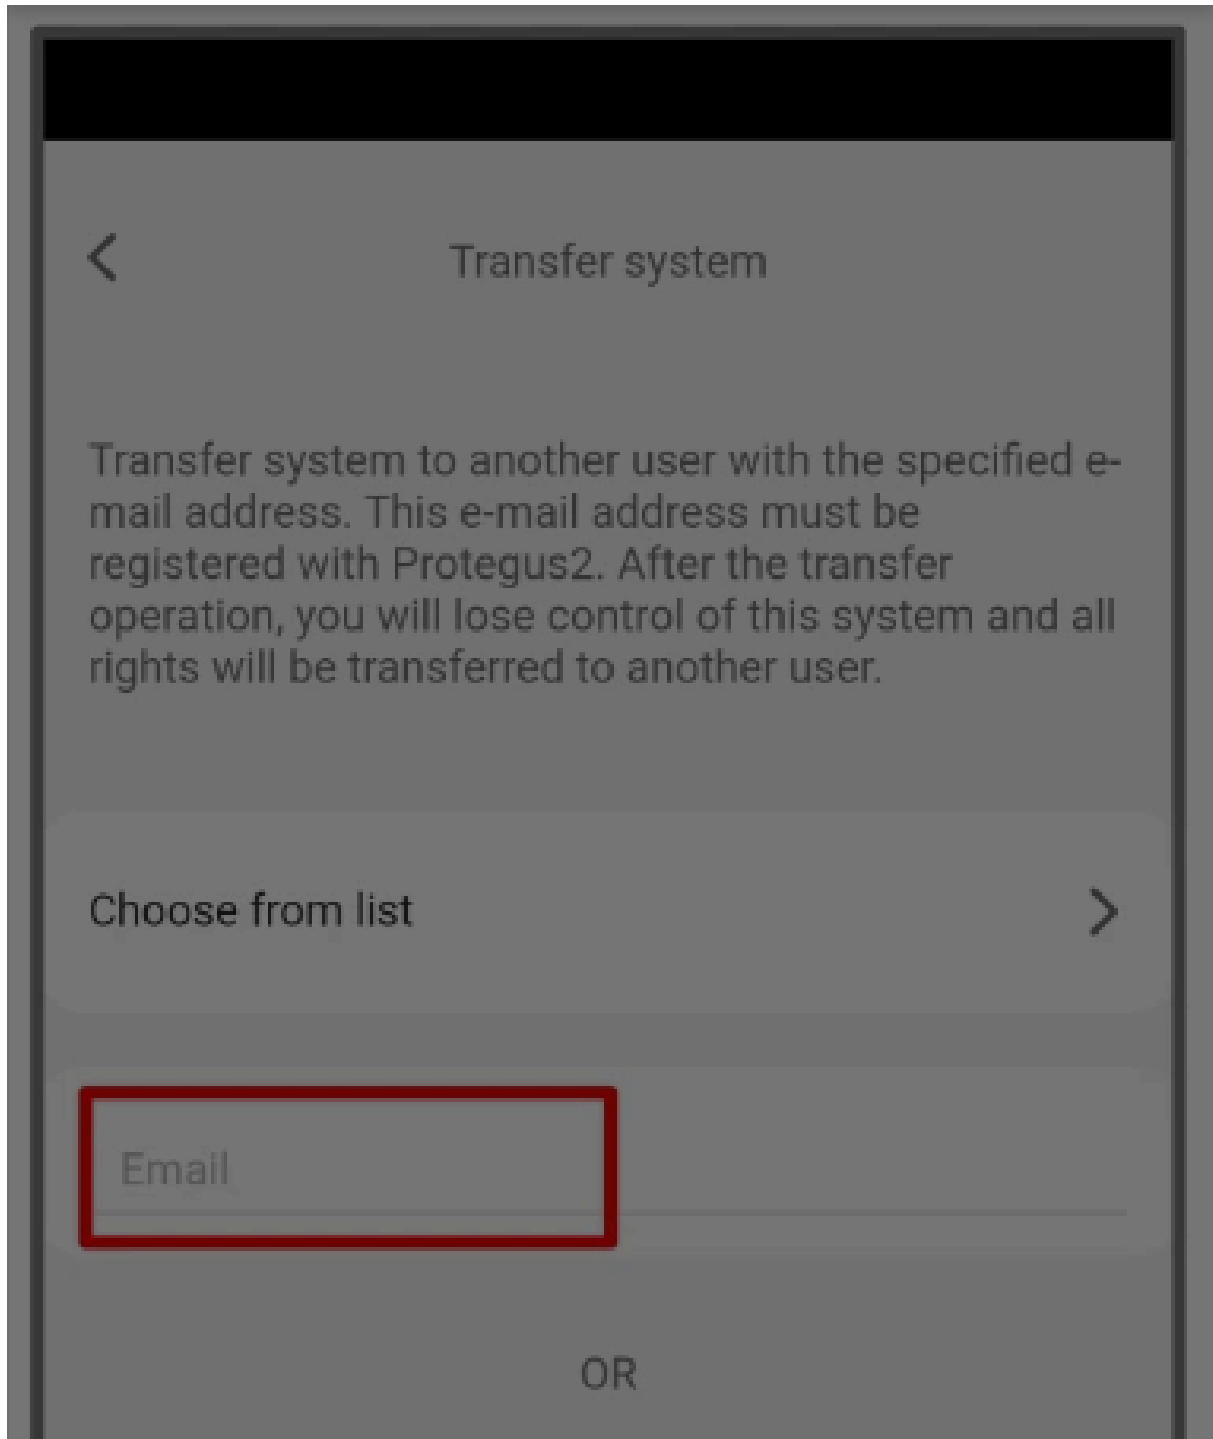 Transfer system
Transfer system to another user with the specified e-
mail address. This e-mail address must be
registered with Protegus2. After the transfer
operation, you will lose control of this system and all
rights will be transferred to another user.
Choose from list
Email
OR